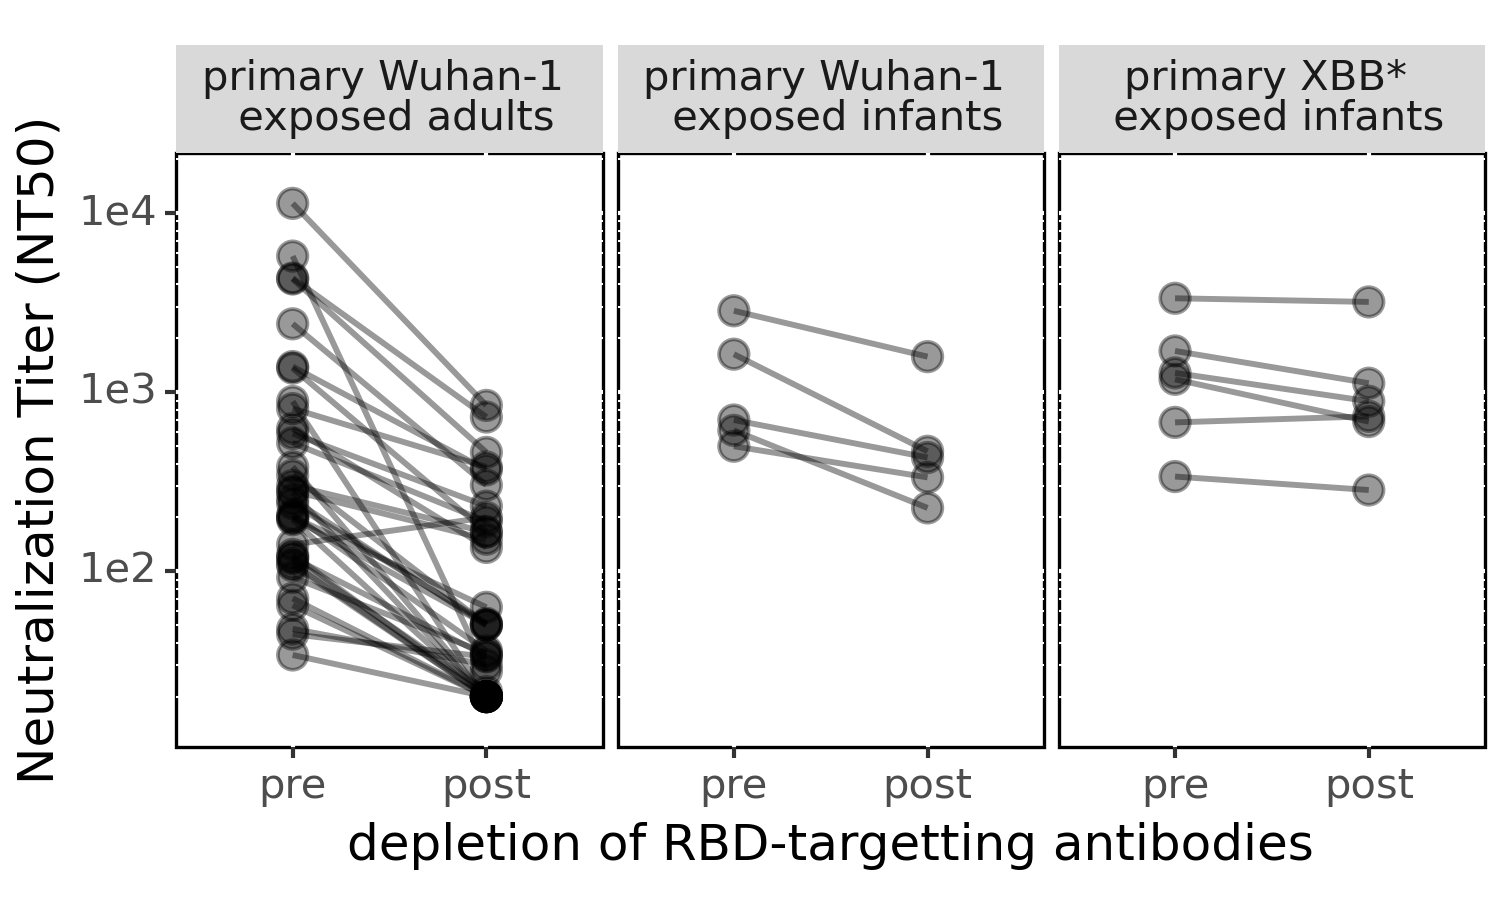 primary Wuhan-1
exposed adults
primary Wuhan-1
exposed infants
primary XBB*
exposed infants
Neutralization Titer (NT50)
1e4
1e3
1e2
pre
post
pre
post
pre
post
depletion of RBD-targetting antibodies